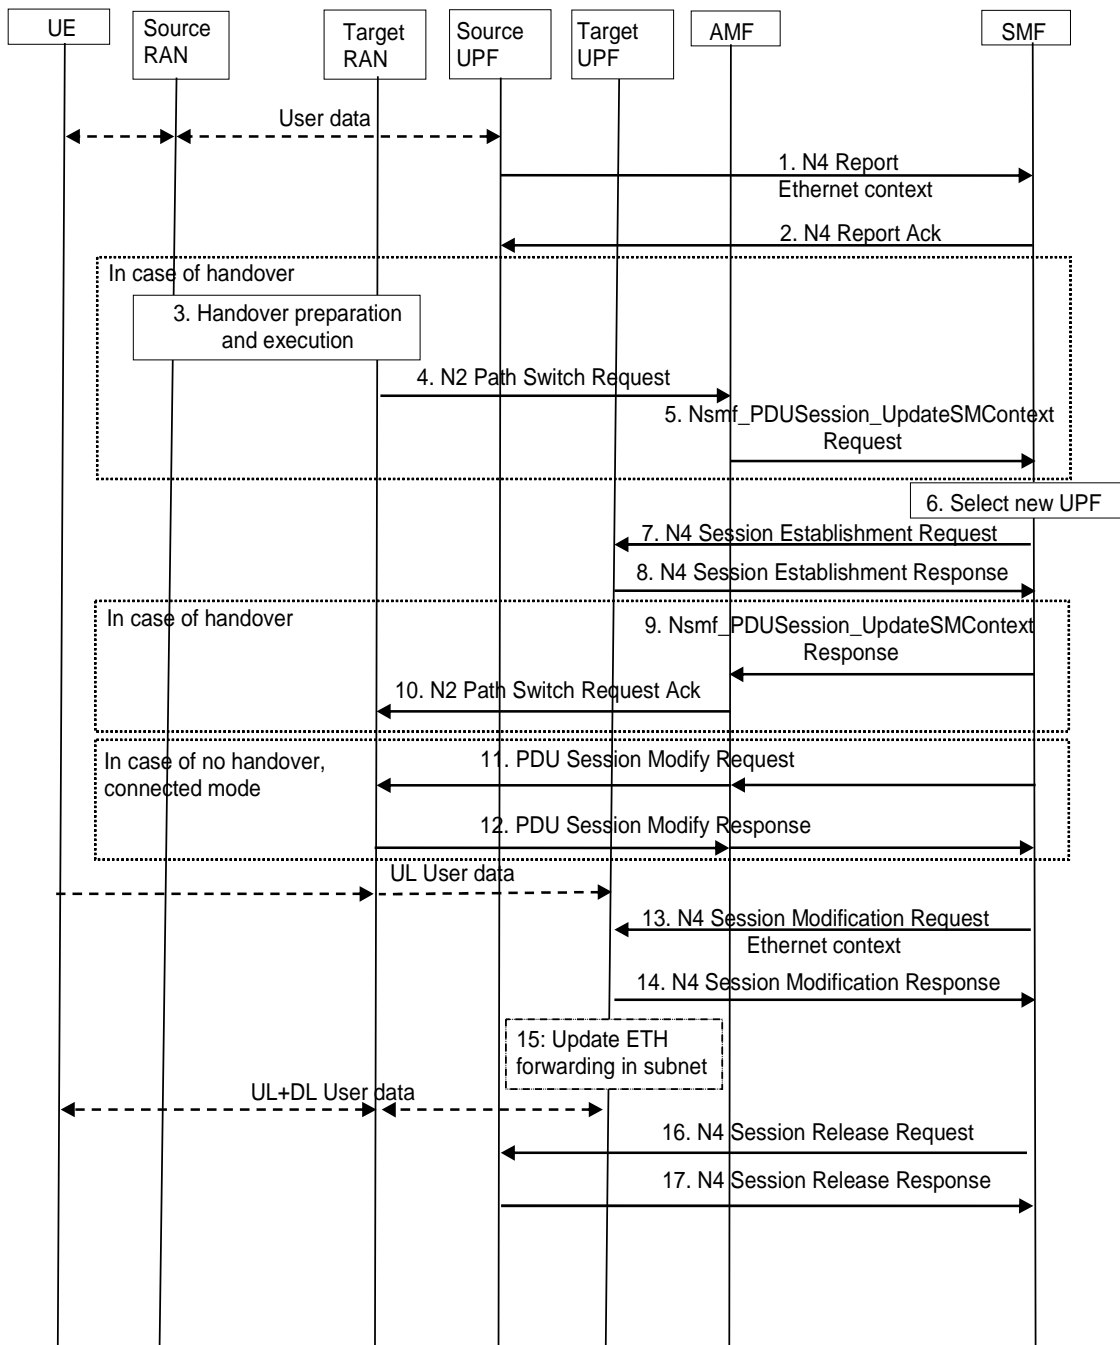 UE
Source
RAN
Target
RAN
Source
UPF
Target
UPF
AMF
SMF
User data
1. N4 Report
Ethernet context
2. N4 Report Ack
In case of handover
3. Handover preparation
and execution
4. N2 Path Switch Request
5. Nsmf_PDUSession_UpdateSMContext
Request
6. Select new UPF
7. N4 Session Establishment Request
8. N4 Session Establishment Response
In case of handover
9. Nsmf_PDUSession_UpdateSMContext
Response
10. N2 Path Switch Request Ack
In case of no handover,
connected mode
11. PDU Session Modify Request
12. PDU Session Modify Response
UL User data
13. N4 Session Modification Request
Ethernet context
14. N4 Session Modification Response
15: Update ETH
forwarding in subnet
UL+DL User data
16. N4 Session Release Request
17. N4 Session Release Response